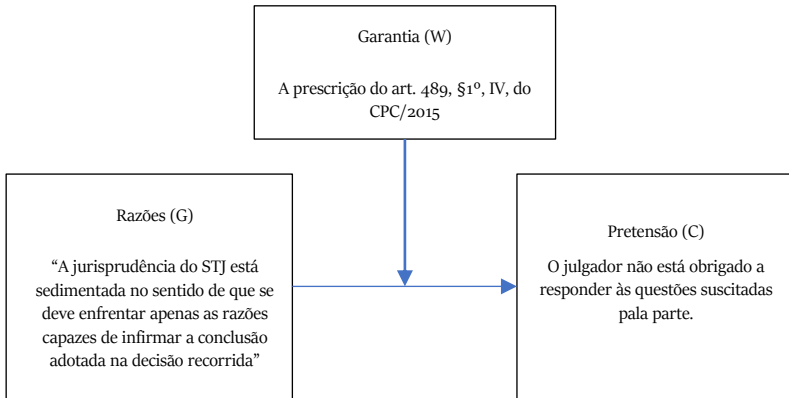 Garantia (W)
A prescrição do art. 489, §1º, IV, do
CPC/2015
Razões (G)
“A jurisprudência do STJ está
sedimentada no sentido de que se
deve enfrentar apenas as razões
capazes de infirmar a conclusão
adotada na decisão recorrida”
Pretensão (C)
O julgador não está obrigado a
responder às questões suscitadas
pala parte.